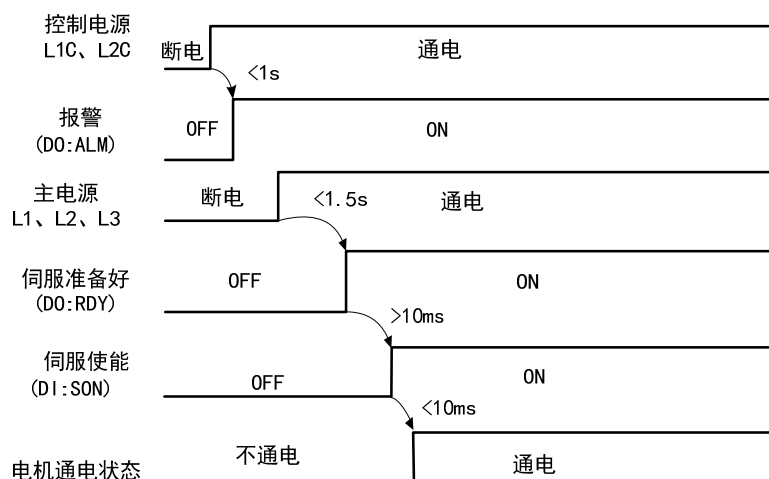 控制电源
L1C、L2C
断电
通电
<1s
报警
(DO:ALM)
OFF
ON
主电源
L1、L2、L3
断电
<1.5s
通电
伺服准备好
(DO:RDY)
OFF
ON
>10ms
伺服使能
(DI:SON)
OFF
ON
<10ms
电机通电状态
不通电
通电